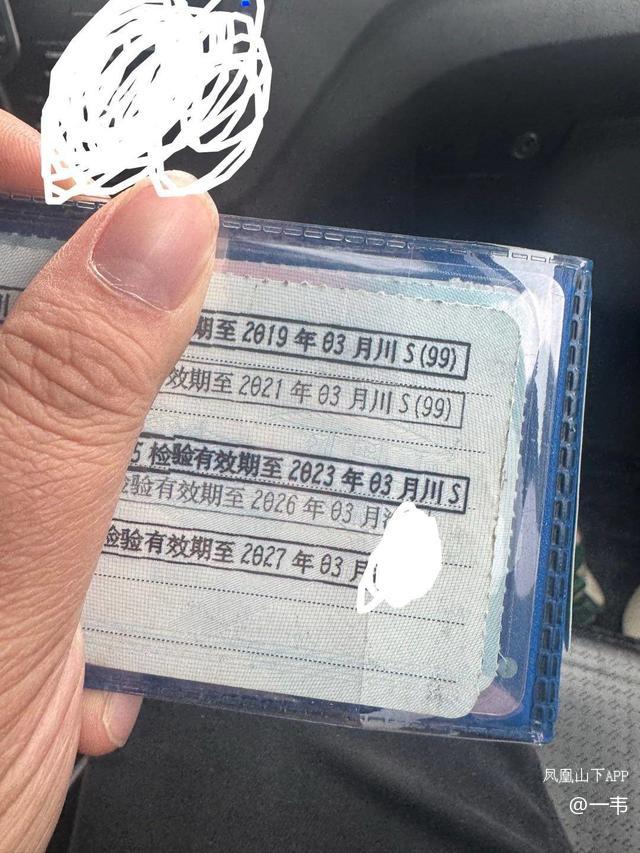 期至 2019 年 03 月川 S(99)
效期至 2021 年 03 月川 S(99)
5 检验有效期至 2023 年 03 月川 S
验有效期至 2026 年 03 月
检验有效期至 2027 年 03 月
凤凰山下APP
@一韦